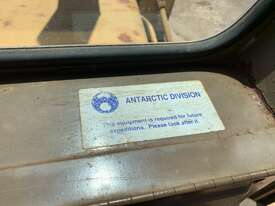 ANTARCTIC DIVISION
This equipment is required for future
expeditions. Please look after it.